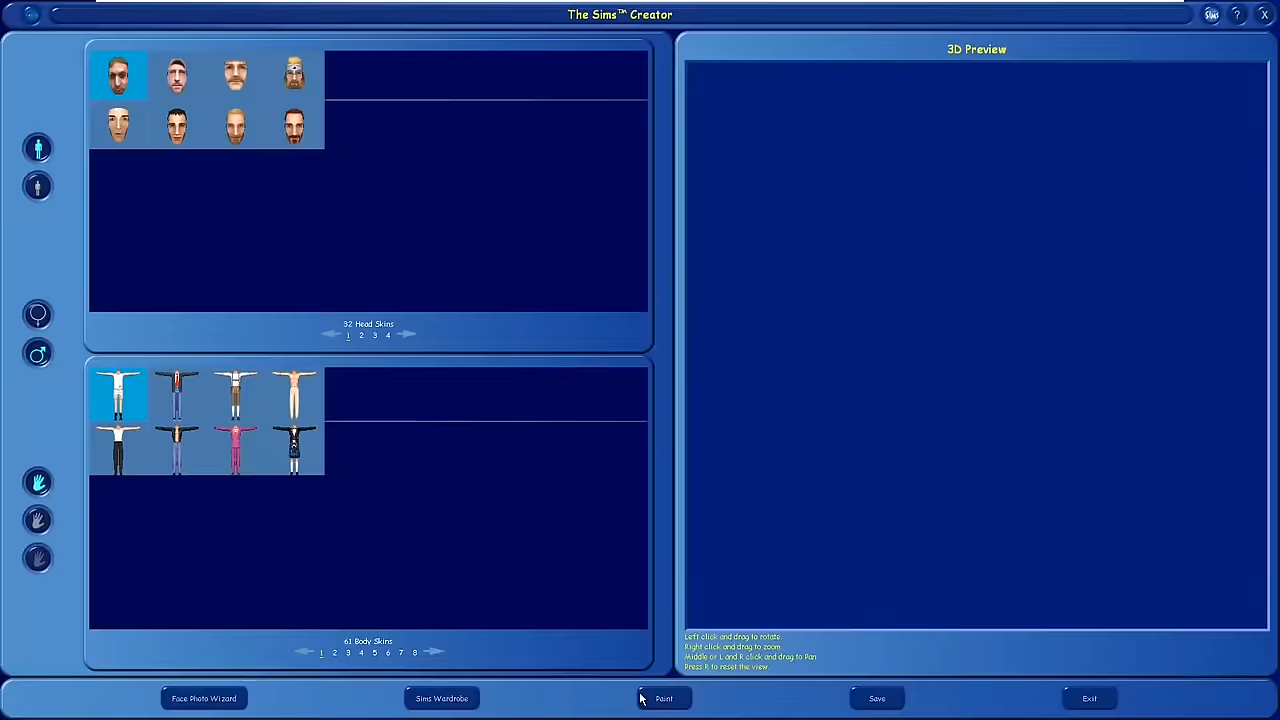 The Sims™ Creator
SIMS
?
X
3D Preview
32 Head Skins
1 2 3 4
61 Body Skins
1 2 3 4 5 6 7 8
Left click and drag to rotate.
Right click and drag to zoom
Middle or L and R click and drag to Pan
Press R to reset the view.
Face Photo Wizard
Sims Wardrobe
Paint
Save
Exit